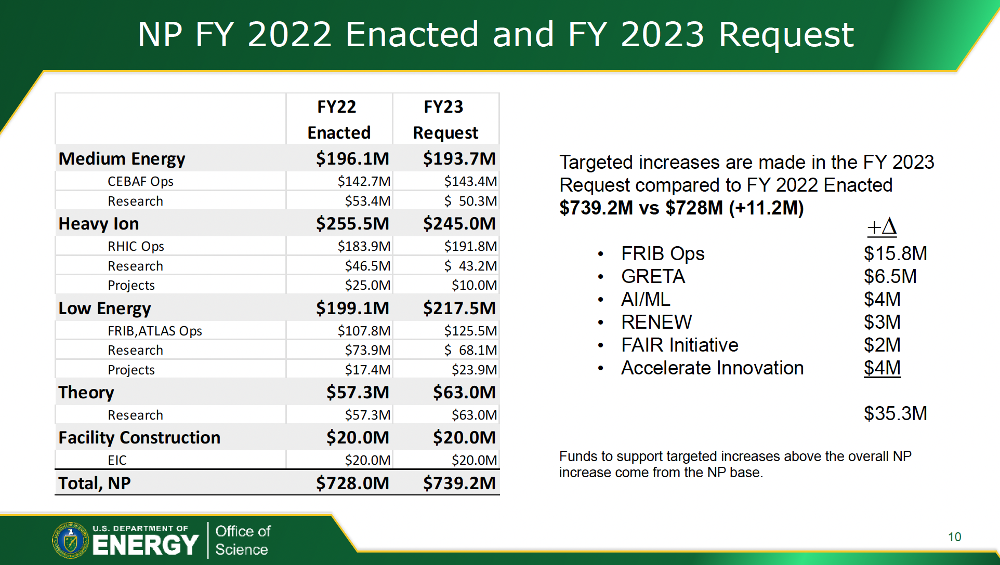 NP FY 2022 Enacted and FY 2023 Request
FY22 Enacted FY23 Request
Medium Energy $196.1M $193.7M
CEBAF Ops $142.7M $143.4M
Research $53.4M $ 50.3M
Heavy Ion $255.5M $245.0M
RHIC Ops $183.9M $191.8M
Research $46.5M $ 43.2M
Projects $25.0M $10.0M
Low Energy $199.1M $217.5M
FRIB,ATLAS Ops $107.8M $125.5M
Research $73.9M $ 68.1M
Projects $17.4M $23.9M
Theory $57.3M $63.0M
Research $57.3M $63.0M
Facility Construction $20.0M $20.0M
EIC $20.0M $20.0M
Total, NP $728.0M $739.2M
Targeted increases are made in the FY 2023
Request compared to FY 2022 Enacted
$739.2M vs $728M (+11.2M)
+Δ
• FRIB Ops $15.8M
• GRETA $6.5M
• AI/ML $4M
• RENEW $3M
• FAIR Initiative $2M
• Accelerate Innovation $4M
$35.3M
Funds to support targeted increases above the overall NP
increase come from the NP base.
U.S. DEPARTMENT OF
ENERGY
Office of
Science
10